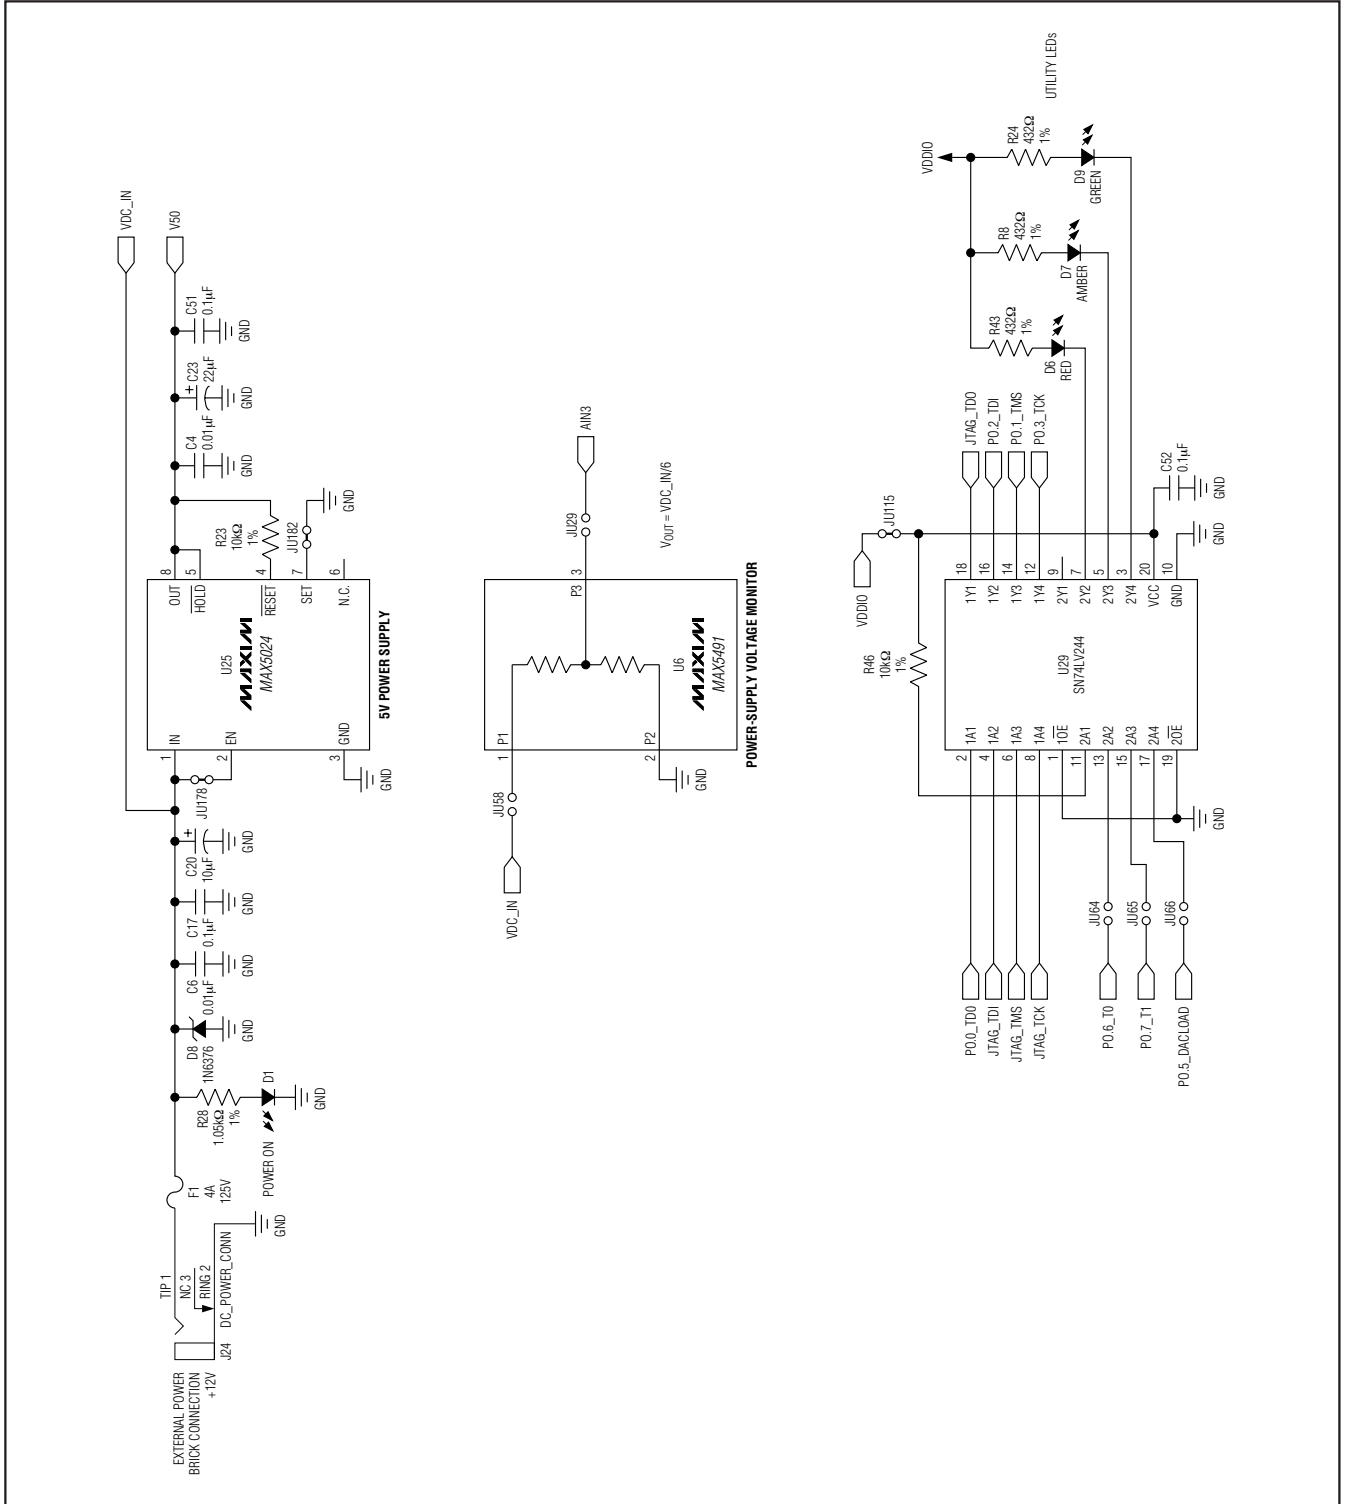 EXTERNAL POWER
BRICK CONNECTION
+12V
J24
TIP 1
NC 3
RING 2
DC_POWER_CONN
GND
F1
4A
125V
R28
1.05kΩ
1%
D1
POWER ON
GND
D8
1N6376
GND
C6
0.01µF
GND
C17
0.1µF
GND
C20
10µF
+
GND
JU178
VDC_IN
1
2
3
IN
EN
GND
GND
U25
MAXIM
MAX5024
OUT
HOLD
RESET
SET
N.C.
8
5
4
7
6
5V POWER SUPPLY
R23
10kΩ
1%
JU182
GND
C4
0.01µF
GND
C23
22µF
+
GND
C51
0.1µF
GND
V50
VDC_IN
JU58
1
2
P1
P2
GND
U6
MAXIM
MAX5491
P3
3
JU29
AIN3
VOUT = VDC_IN/6
POWER-SUPPLY VOLTAGE MONITOR
P0.0_TD0
JTAG_TDI
JTAG_TMS
JTAG_TCK
P0.6_T0
P0.7_T1
P0.5_DACLOAD
JU64
JU65
JU66
2
4
6
8
1
11
13
15
17
19
1A1
1A2
1A3
1A4
1OE
2A1
2A2
2A3
2A4
2OE
GND
U29
SN74LV244
1Y1
1Y2
1Y3
1Y4
2Y1
2Y2
2Y3
2Y4
VCC
GND
18
16
14
12
9
7
5
3
20
10
GND
R46
10kΩ
1%
VDDIO
JU115
C52
0.1µF
GND
JTAG_TD0
P0.2_TDI
P0.1_TMS
P0.3_TCK
D6
RED
R43
432Ω
1%
D7
AMBER
R8
432Ω
1%
D9
GREEN
R24
432Ω
1%
VDDIO
UTILITY LEDs